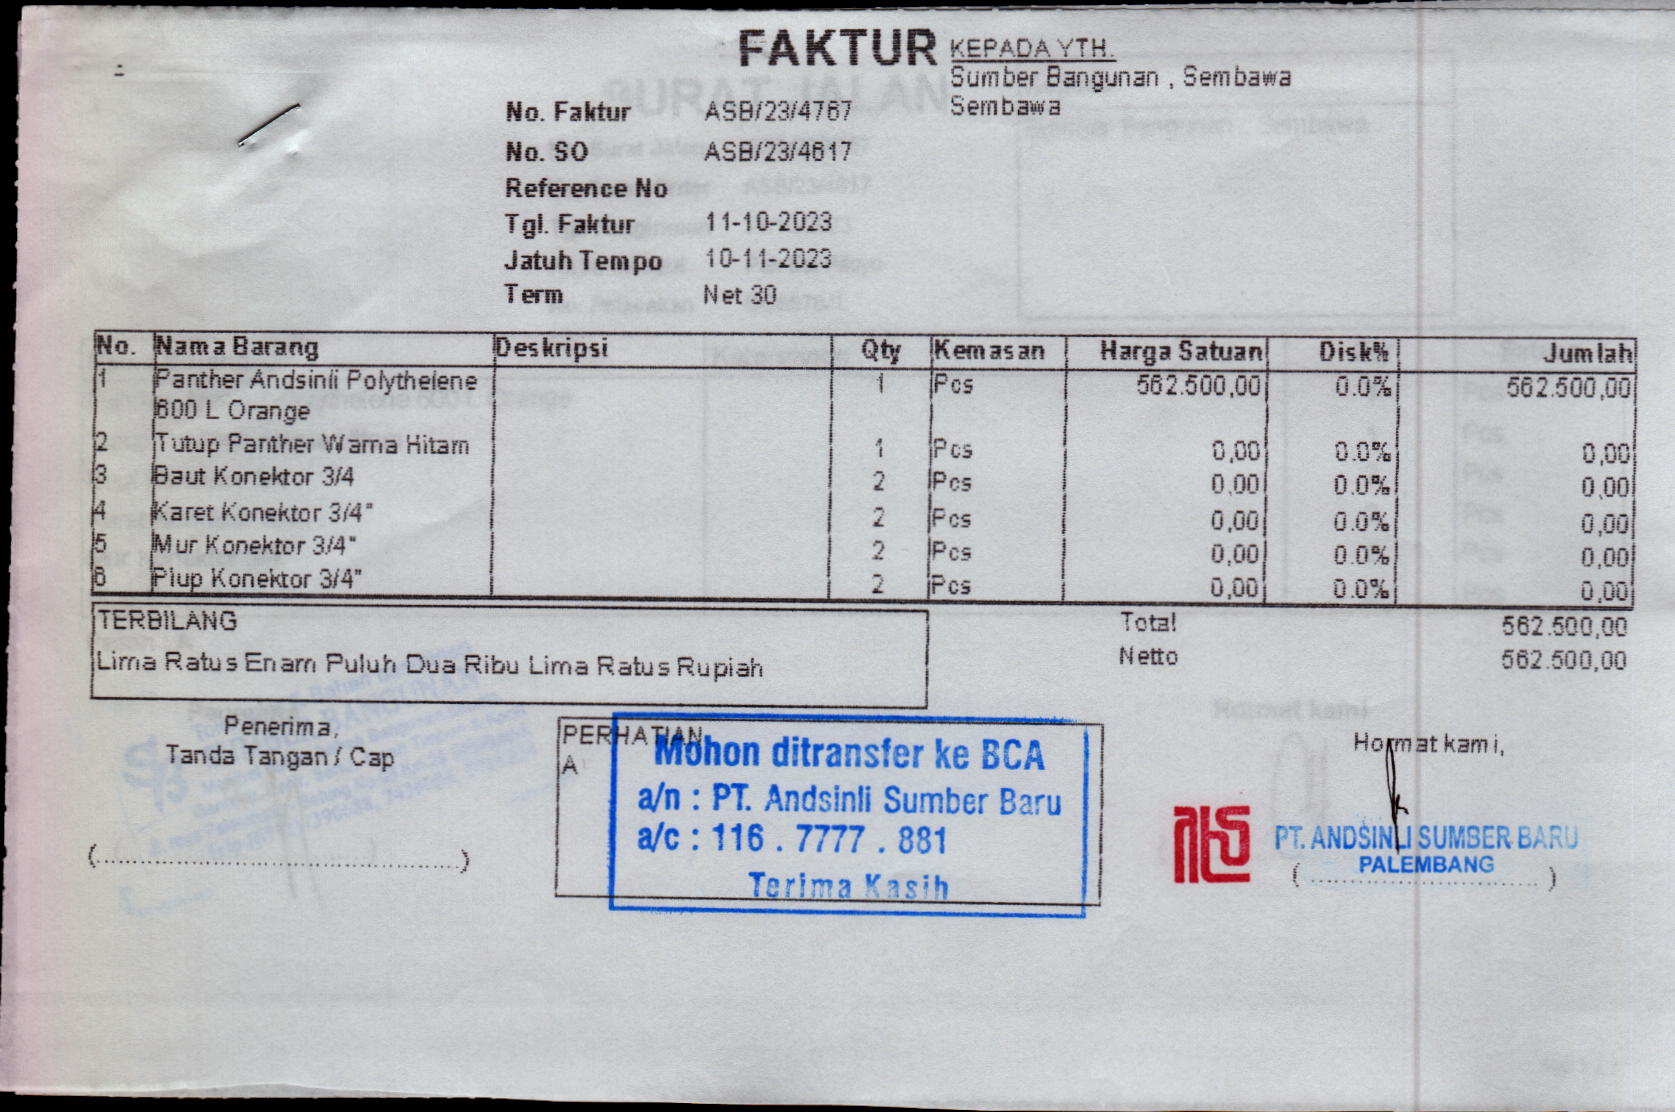 FAKTUR
KEPADA YTH.
Sumber Bangunan , Sembawa
Sembawa
No. Faktur ASB/23/4767
No. SO ASB/23/4617
Reference No
Tgl. Faktur 11-10-2023
Jatuh Tempo 10-11-2023
Term Net 30
No. Nama Barang Deskripsi Qty Kemasan Harga Satuan Disk% Jumlah
1 Panther Andsinli Polythelene 1 Pcs 562.500,00 0.0% 562.500,00
600 L Orange
2 Tutup Panther Warna Hitam 1 Pcs 0,00 0.0% 0,00
3 Baut Konektor 3/4 2 Pcs 0,00 0.0% 0,00
4 Karet Konektor 3/4" 2 Pcs 0,00 0.0% 0,00
5 Mur Konektor 3/4" 2 Pcs 0,00 0.0% 0,00
6 Plup Konektor 3/4" 2 Pcs 0,00 0.0% 0,00
TERBILANG
Lima Ratus Enam Puluh Dua Ribu Lima Ratus Rupiah
Total 562.500,00
Netto 562.500,00
Penerima,
Tanda Tangan / Cap
(........................................)
PERHATIAN
A
Mohon ditransfer ke BCA
a/n : PT. Andsinli Sumber Baru
a/c : 116 . 7777 . 881
Terima Kasih
Hormat kami,
PT. ANDSINLI SUMBER BARU
PALEMBANG
(..............................)